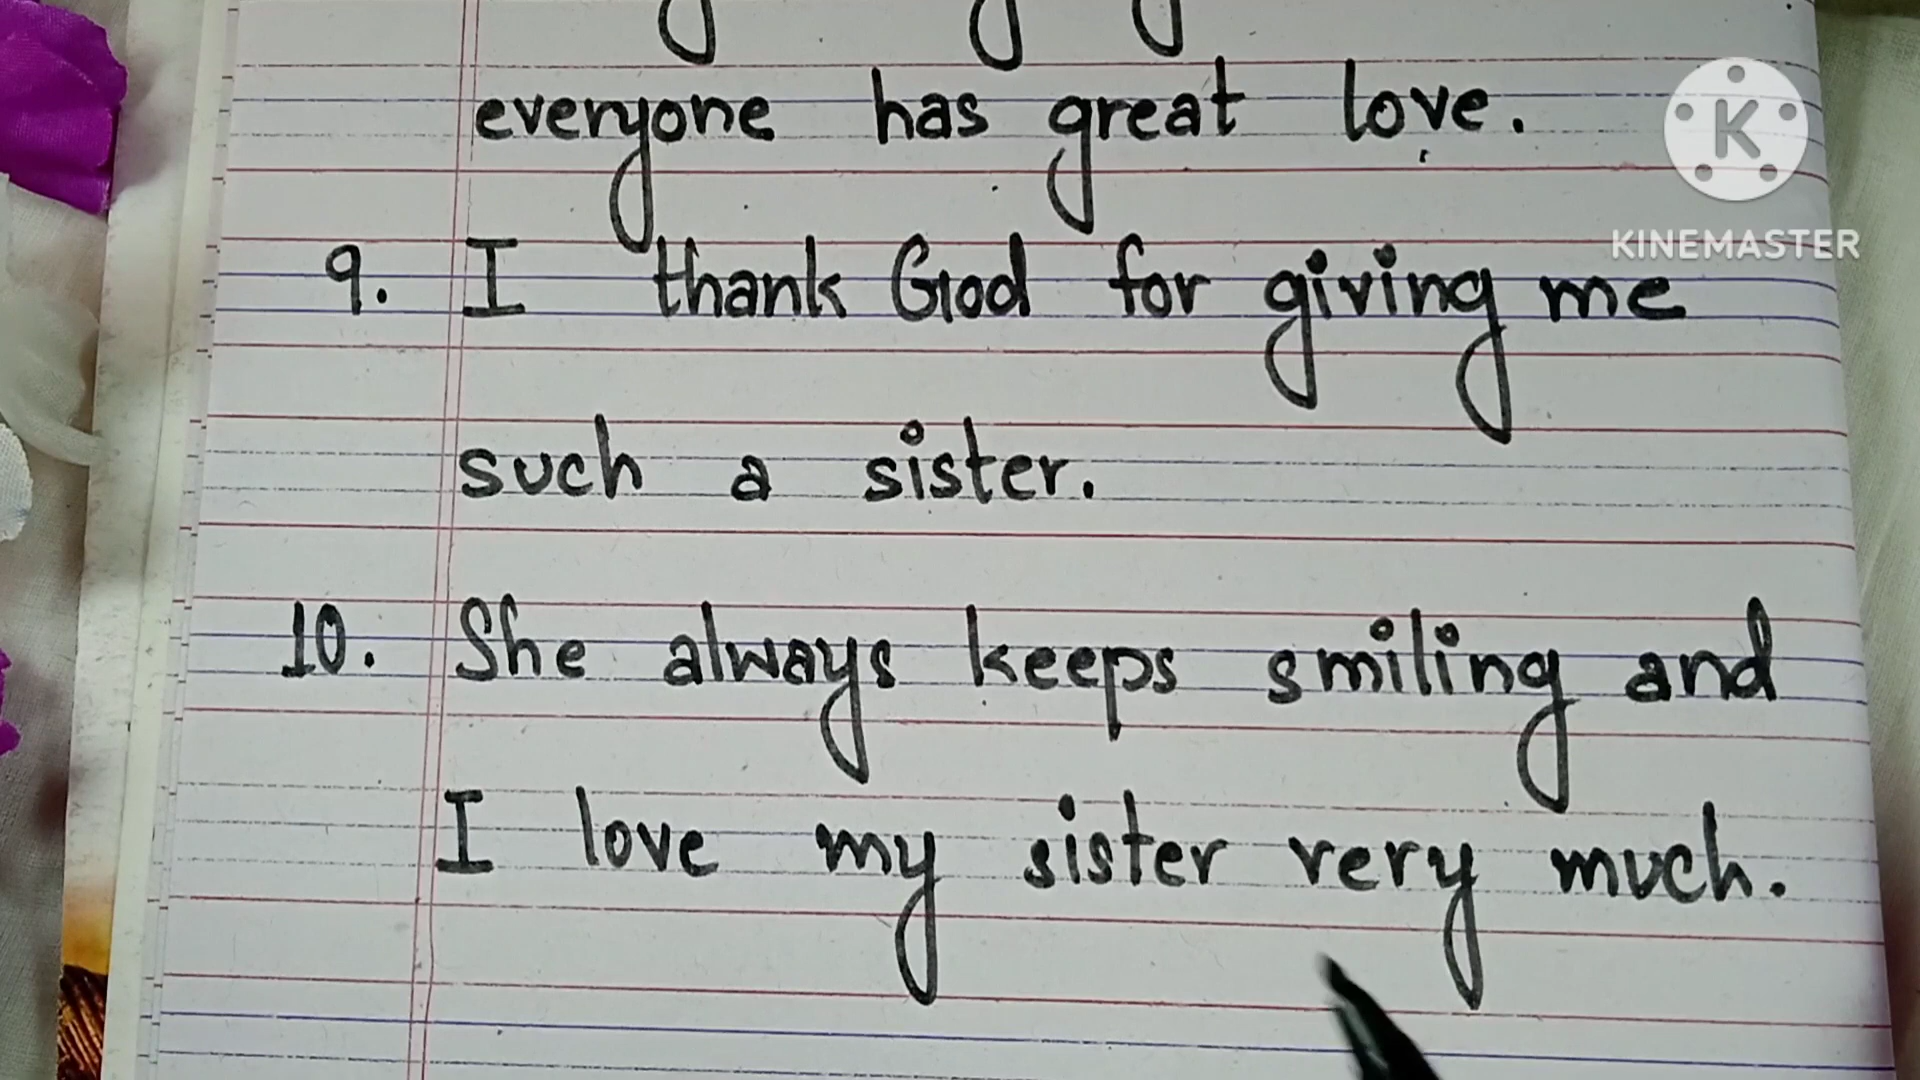 everyone has great love.
K
KINEMASTER
9. I thank God for giving me
such a sister.
10. She always keeps smiling and
I love my sister very much.